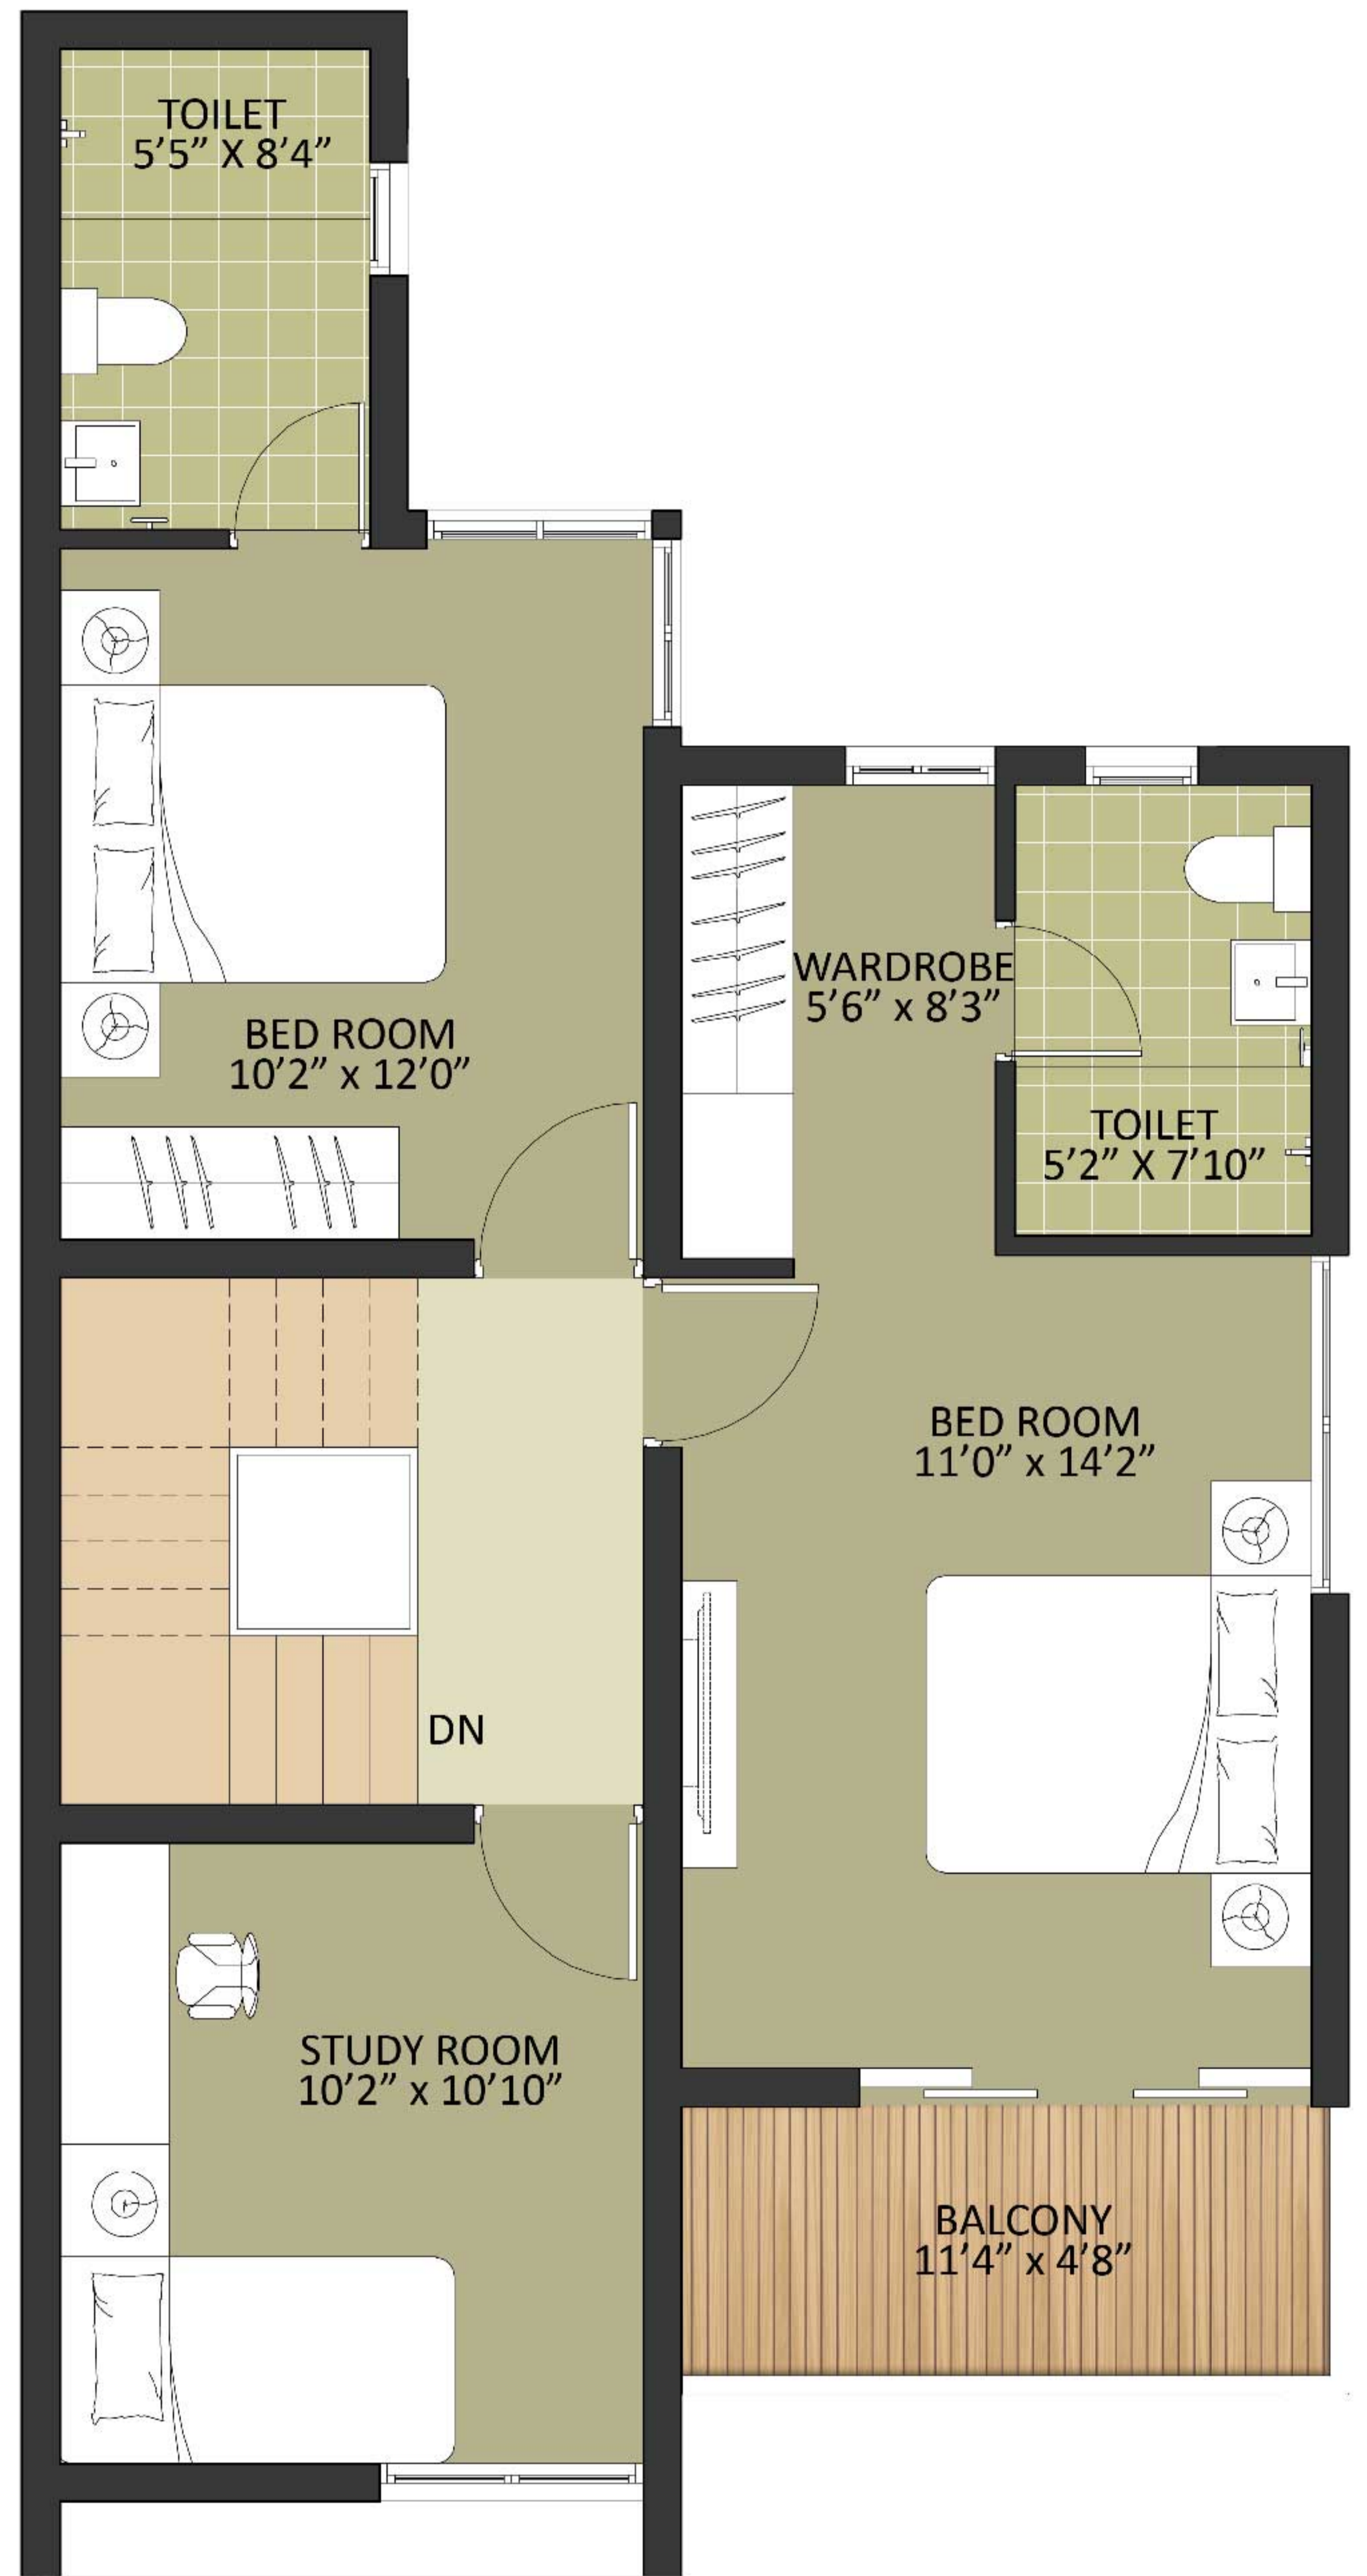 TOILET
5’5” X 8’4”
BED ROOM
10’2” x 12’0”
WARDROBE
5’6” x 8’3”
TOILET
5’2” X 7’10”
BED ROOM
11’0” x 14’2”
DN
STUDY ROOM
10’2” x 10’10”
BALCONY
11’4” x 4’8”